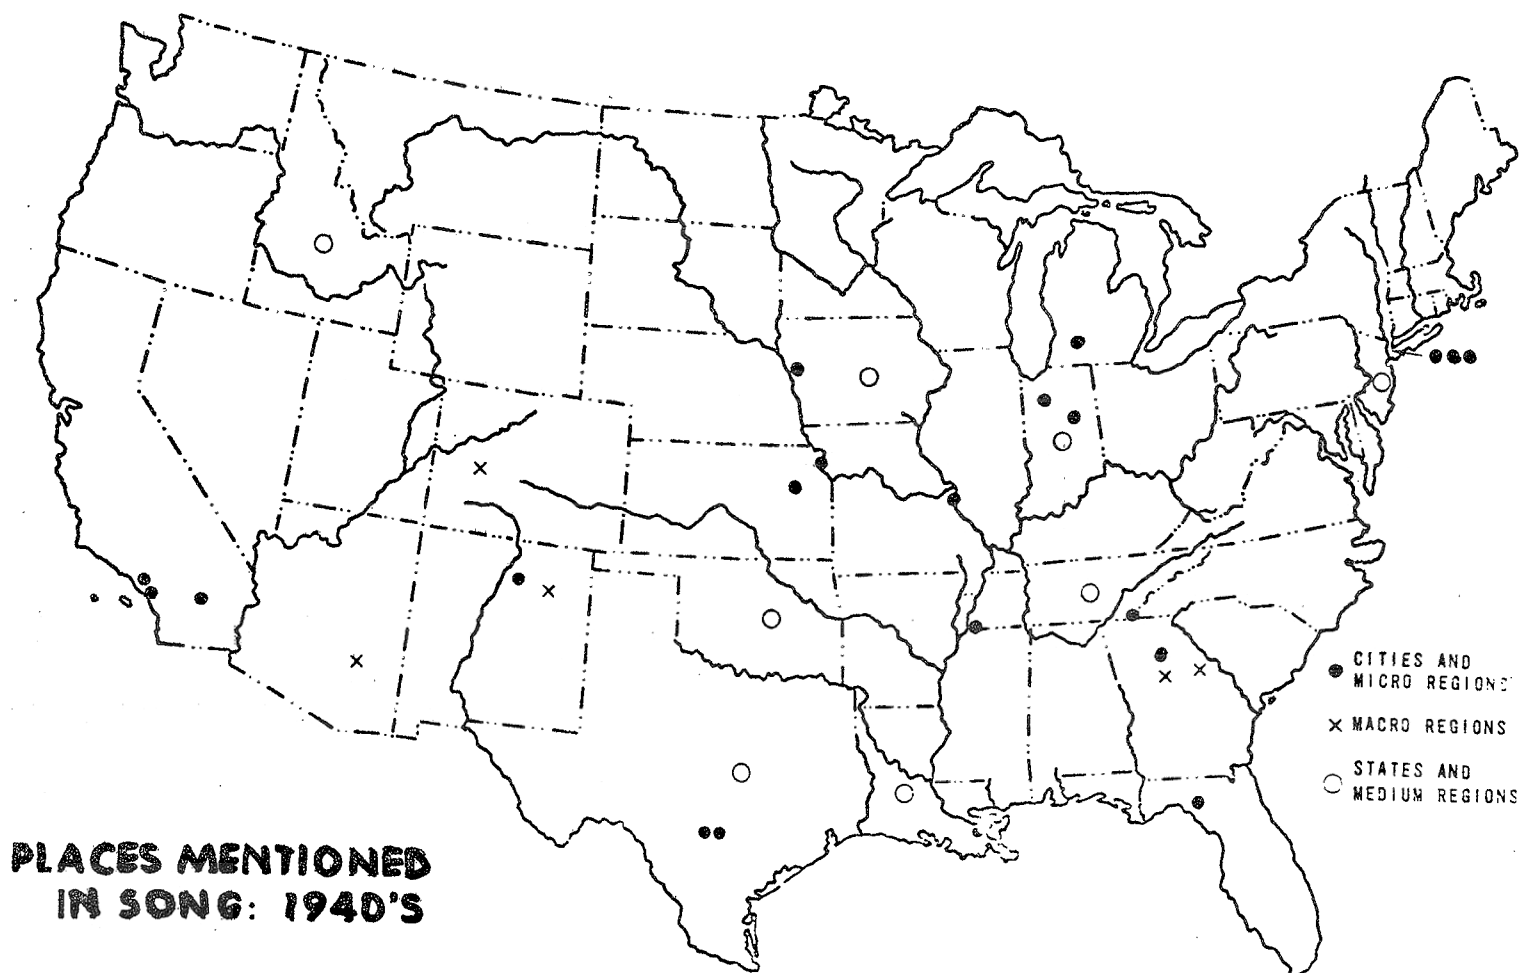 CITIES AND
MICRO REGIONS
MACRO REGIONS
STATES AND
MEDIUM REGIONS
PLACES MENTIONED
IN SONG: 1940'S